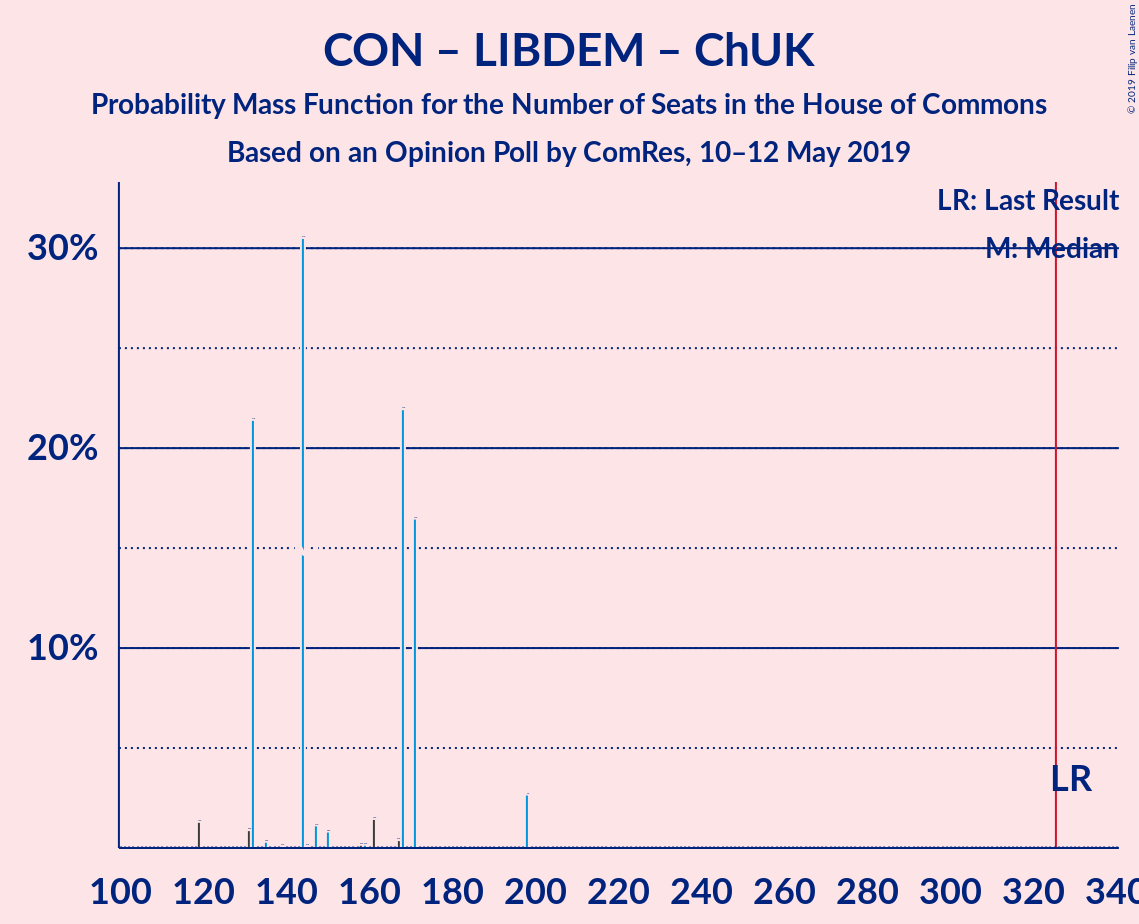 CON – LIBDEM – ChUK
Probability Mass Function for the Number of Seats in the House of Commons
Based on an Opinion Poll by ComRes, 10–12 May 2019
© 2019 Filip van Laenen
LR: Last Result
M: Median
30%
20%
10%
LR
100 120 140 160 180 200 220 240 260 280 300 320 340